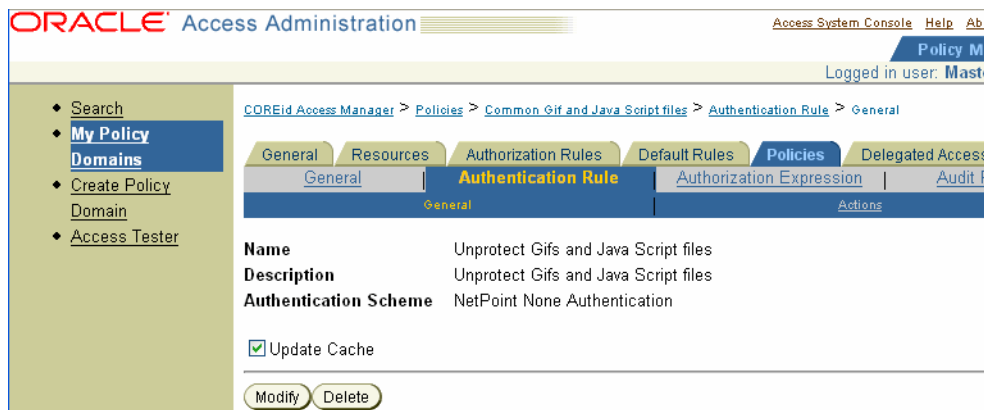 ORACLE Access Administration
Access System Console Help Ab
Policy M
Logged in user: Mast
Search
My Policy
Domains
Create Policy
Domain
Access Tester
COREid Access Manager > Policies > Common Gif and Java Script files > Authentication Rule > General
General Resources Authorization Rules Default Rules Policies Delegated Access
General | Authentication Rule | Authorization Expression | Audit
General | Actions
Name Unprotect Gifs and Java Script files
Description Unprotect Gifs and Java Script files
Authentication Scheme NetPoint None Authentication
Update Cache
Modify Delete